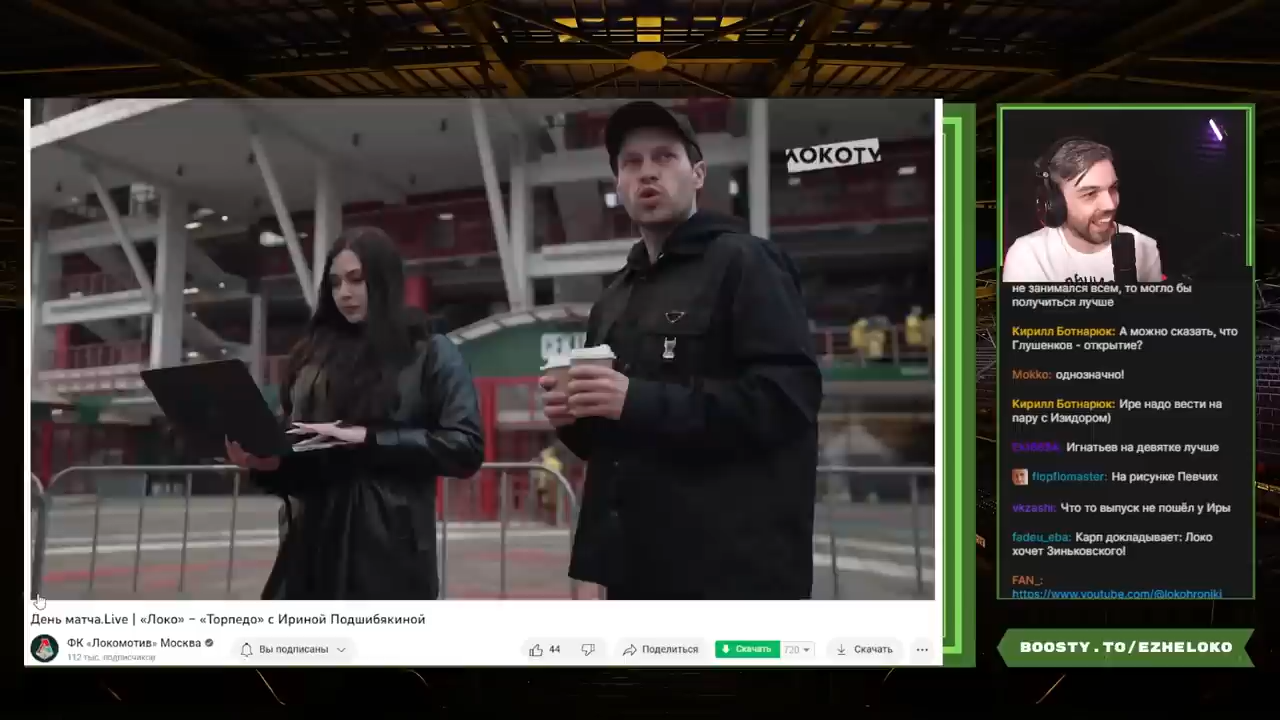 ЛОКОТV
не занимался всем, то могло бы
получиться лучше
Кирилл Ботнарюк: А можно сказать, что
Глушенков - открытие?
Mokko: однозначно!
Кирилл Ботнарюк: Ире надо вести на
пару с Изидором)
Игнатьев на девятке лучше
flopflomaster: На рисунке Певчих
vkzashi: Что то выпуск не пошёл у Иры
fadeu_eba: Карп докладывает: Локо
хочет Зиньковского!
FAN_:
https://www.youtube.com/@lokohroniki
День матча.Live | «Локо» – «Торпедо» с Ириной Подшибякиной
ФК «Локомотив» Москва
112 тыс. подписчиков
Вы подписаны
44
Поделиться
Скачать
720
Скачать
BOOSTY.TO/EZHELOKO